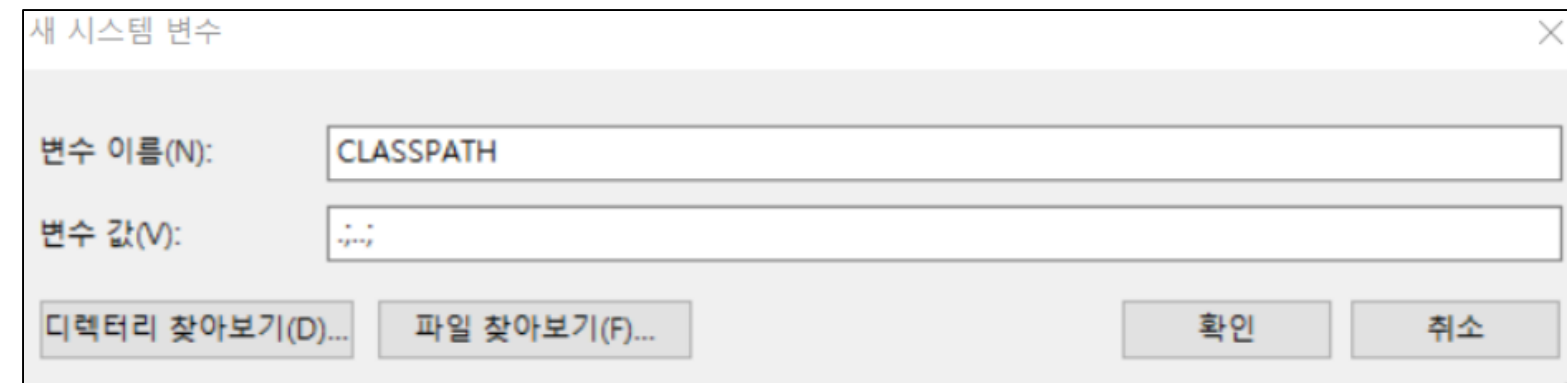 새 시스템 변수
변수 이름(N): CLASSPATH
변수 값(V): .;..;
디렉터리 찾아보기(D)... 파일 찾아보기(F)... 확인 취소